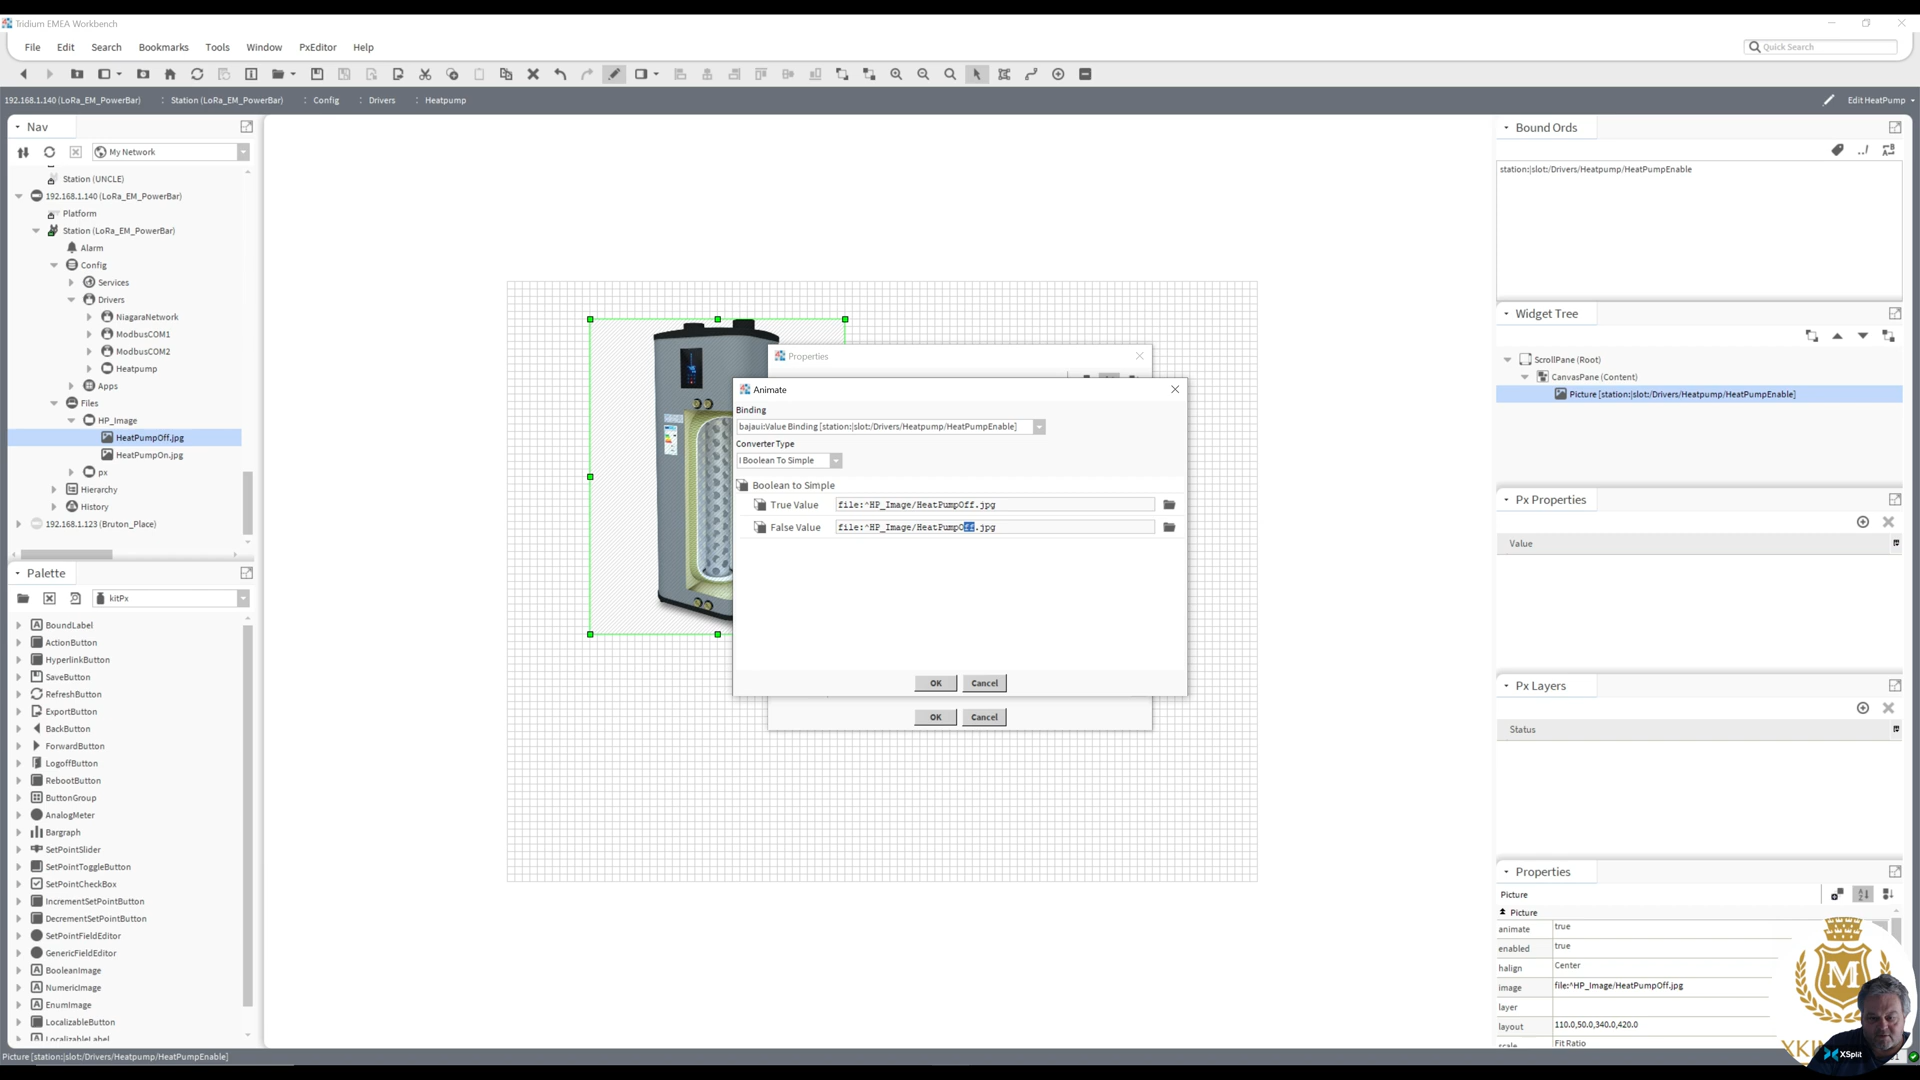 Tridium EMEA Workbench
File Edit Search Bookmarks Tools Window PxEditor Help
Quick Search
192.168.1.140 (LoRa_EM_PowerBar) : Station (LoRa_EM_PowerBar) : Config : Drivers : Heatpump
Edit HeatPump
Nav
My Network
Station (UNCLE)
192.168.1.140 (LoRa_EM_PowerBar)
Platform
Station (LoRa_EM_PowerBar)
Alarm
Config
Services
Drivers
NiagaraNetwork
ModbusCOM1
ModbusCOM2
Heatpump
Apps
Files
HP_Image
HeatPumpOff.jpg
HeatPumpOn.jpg
px
Hierarchy
History
192.168.1.123 (Bruton_Place)
Palette
kitPx
BoundLabel
ActionButton
HyperlinkButton
SaveButton
RefreshButton
ExportButton
BackButton
ForwardButton
LogoffButton
RebootButton
ButtonGroup
AnalogMeter
Bargraph
SetPointSlider
SetPointToggleButton
SetPointCheckBox
IncrementSetPointButton
DecrementSetPointButton
SetPointFieldEditor
GenericFieldEditor
BooleanImage
NumericImage
EnumImage
LocalizableButton
LocalizableLabel
Picture [station:|slot:/Drivers/Heatpump/HeatPumpEnable]
Properties
Animate
Binding
bajaui:Value Binding [station:|slot:/Drivers/Heatpump/HeatPumpEnable]
Converter Type
I Boolean To Simple
Boolean to Simple
True Value file:^HP_Image/HeatPumpOff.jpg
False Value file:^HP_Image/HeatPumpOff.jpg
OK Cancel
OK Cancel
Bound Ords
station:|slot:/Drivers/Heatpump/HeatPumpEnable
Widget Tree
ScrollPane (Root)
CanvasPane (Content)
Picture [station:|slot:/Drivers/Heatpump/HeatPumpEnable]
Px Properties
Value
Px Layers
Status
Properties
Picture
Picture
animate true
enabled true
halign Center
image file:^HP_Image/HeatPumpOff.jpg
layer
layout 110.0,50.0,340.0,420.0
scale Fit Ratio
M
XSplit